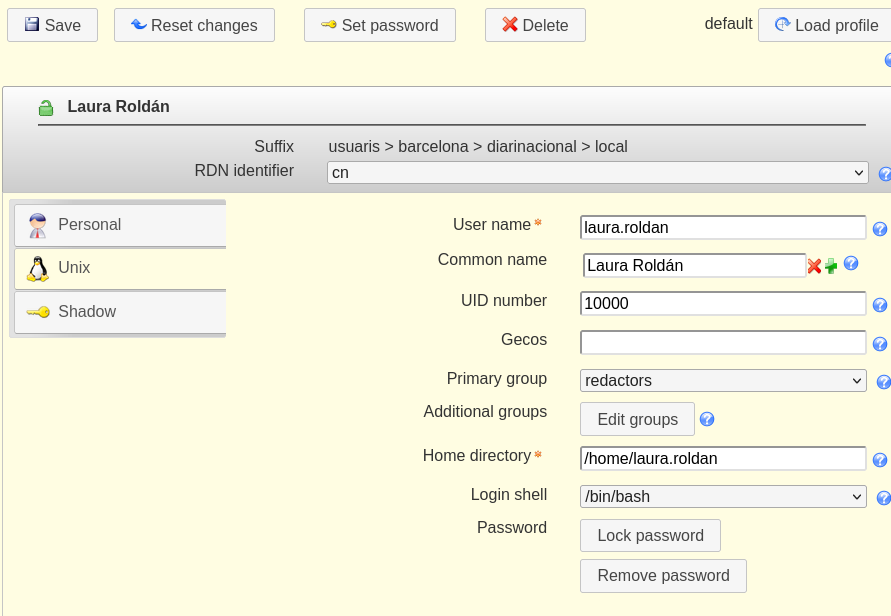 Save Reset changes Set password Delete default Load profile
Laura Roldán
Suffix usuaris > barcelona > diarinacional > local
RDN identifier cn
Personal
Unix
Shadow
User name* laura.roldan
Common name Laura Roldán
UID number 10000
Gecos
Primary group redactors
Additional groups Edit groups
Home directory* /home/laura.roldan
Login shell /bin/bash
Password Lock password
Remove password